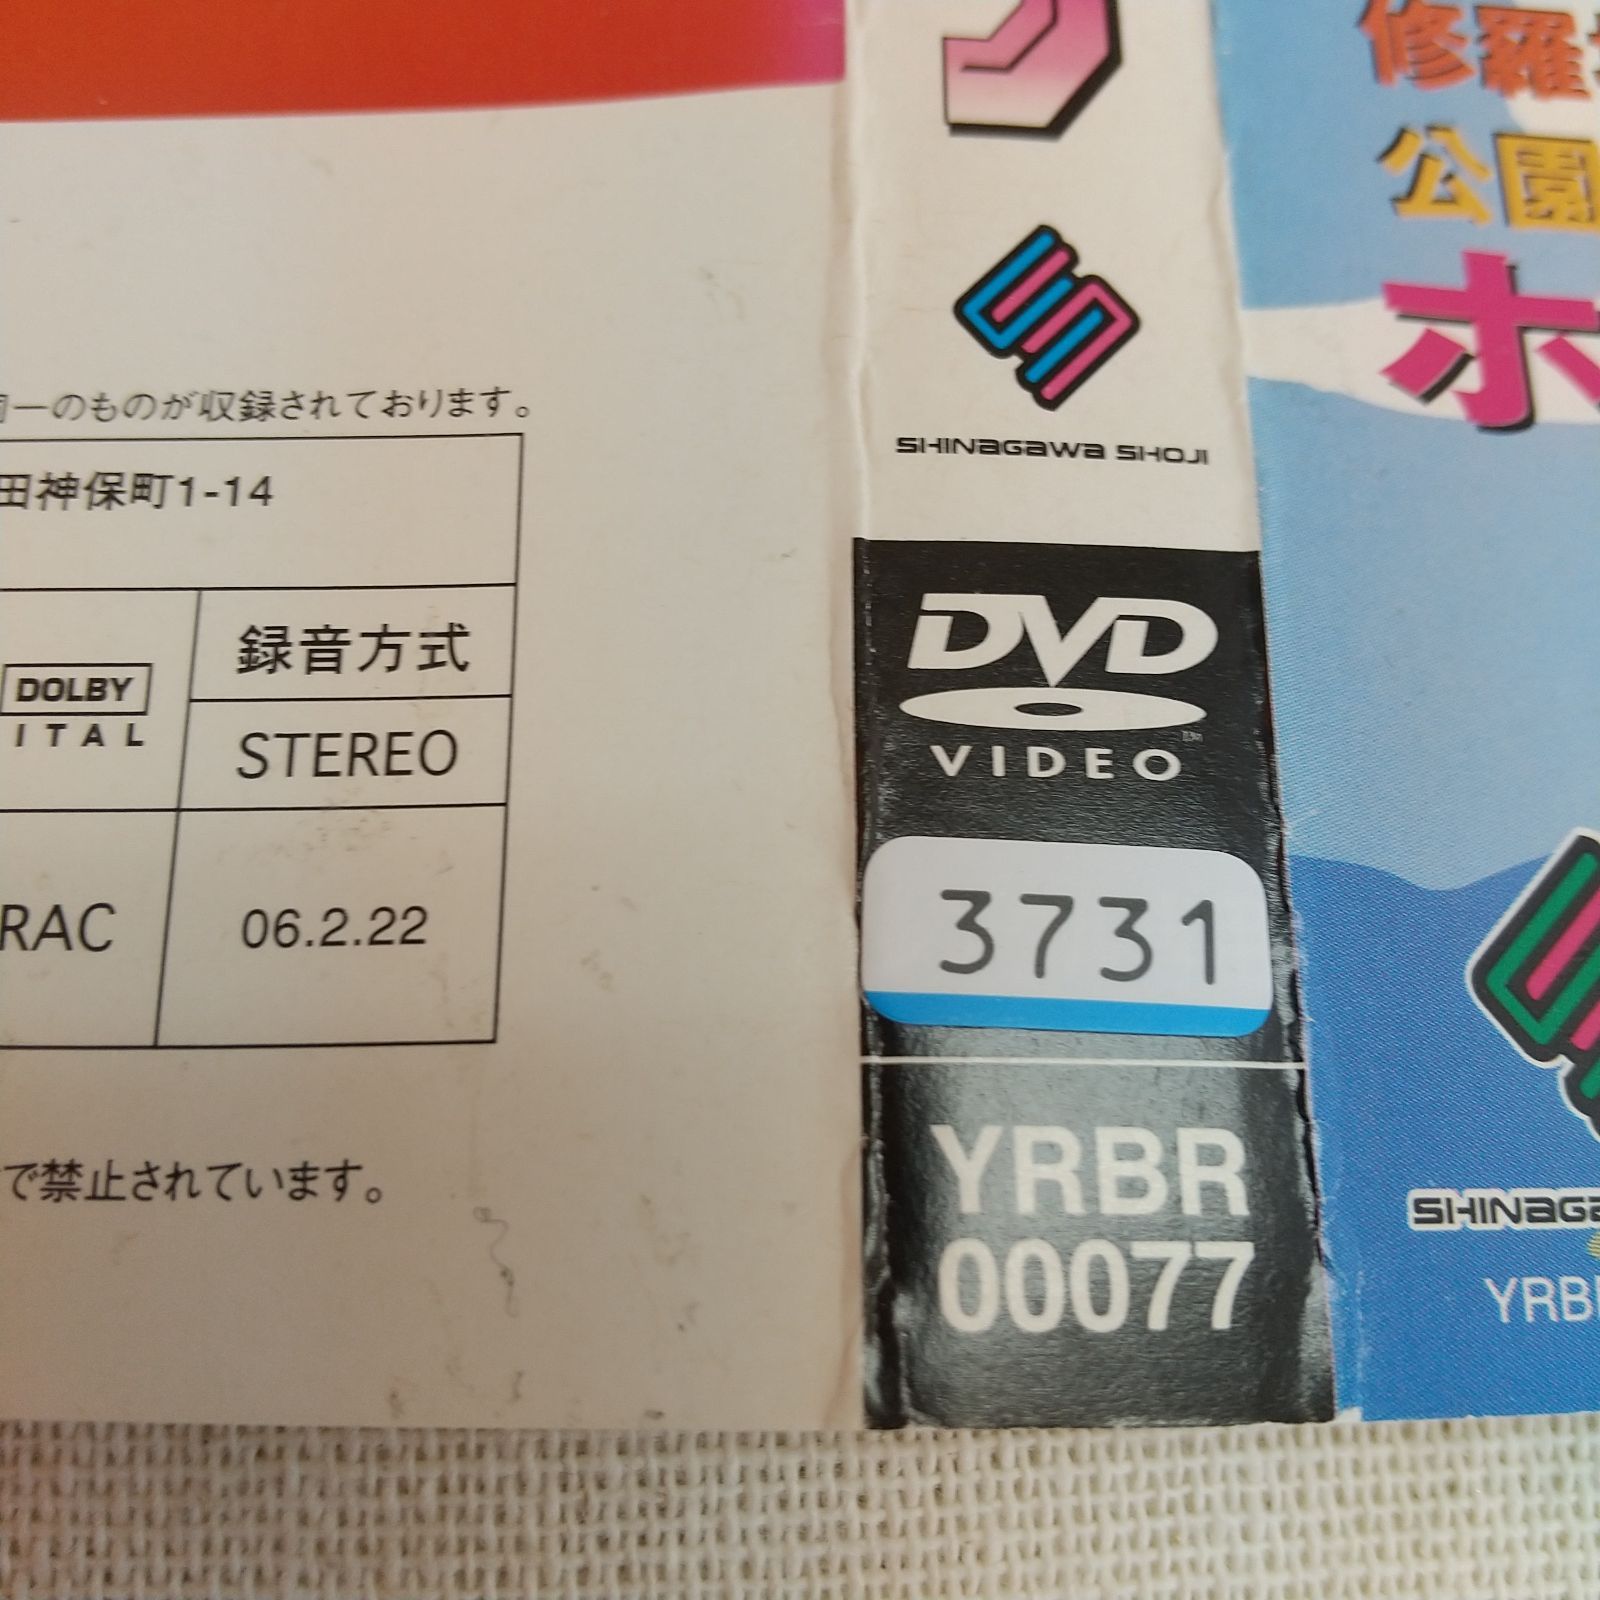 一のものが収録されております。
田神保町1-14
DOLBY
ITAL
録音方式
STEREO
RAC
06.2.22
で禁止されています。
SHINAGAWA SHOJI
DVD
VIDEO
TM
3731
YRBR
00077
修羅
公園
ホ
SHINAGA
YRB